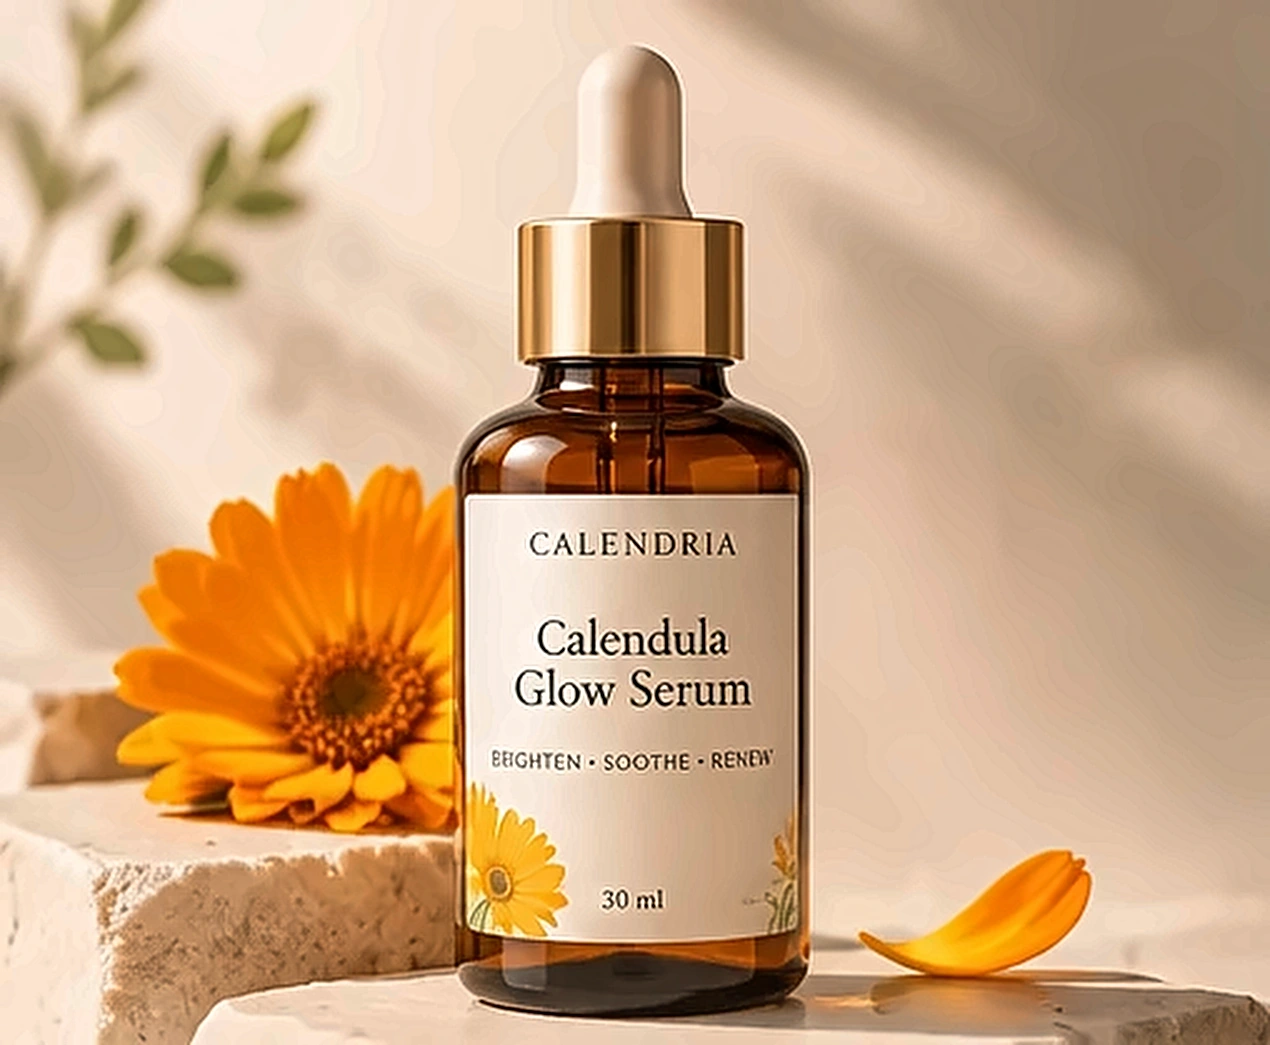 CALENDRIA
Calendula
Glow Serum
BEIGHTEN • SOOTHE • RENEW
30 ml